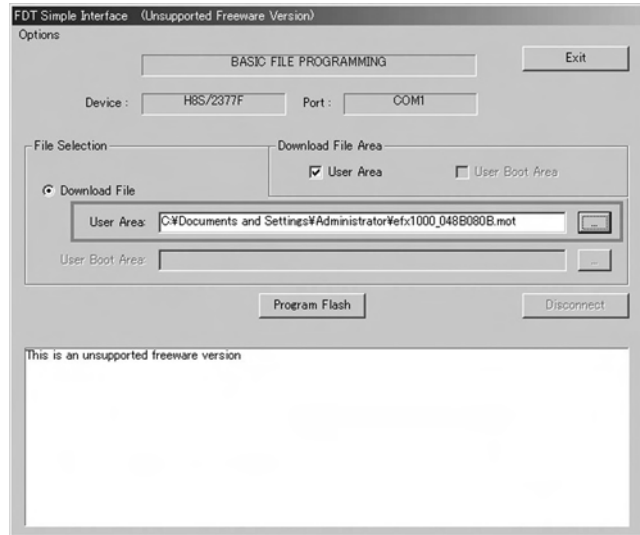 FDT Simple Interface (Unsupported Freeware Version)
Options
BASIC FILE PROGRAMMING
Exit
Device : H8S/2377F Port : COM1
File Selection
Download File Area
User Area User Boot Area
Download File
User Area: C:¥Documents and Settings¥Administrator¥efx1000_048B080B.mot ...
User Boot Area: ...
Program Flash Disconnect
This is an unsupported freeware version